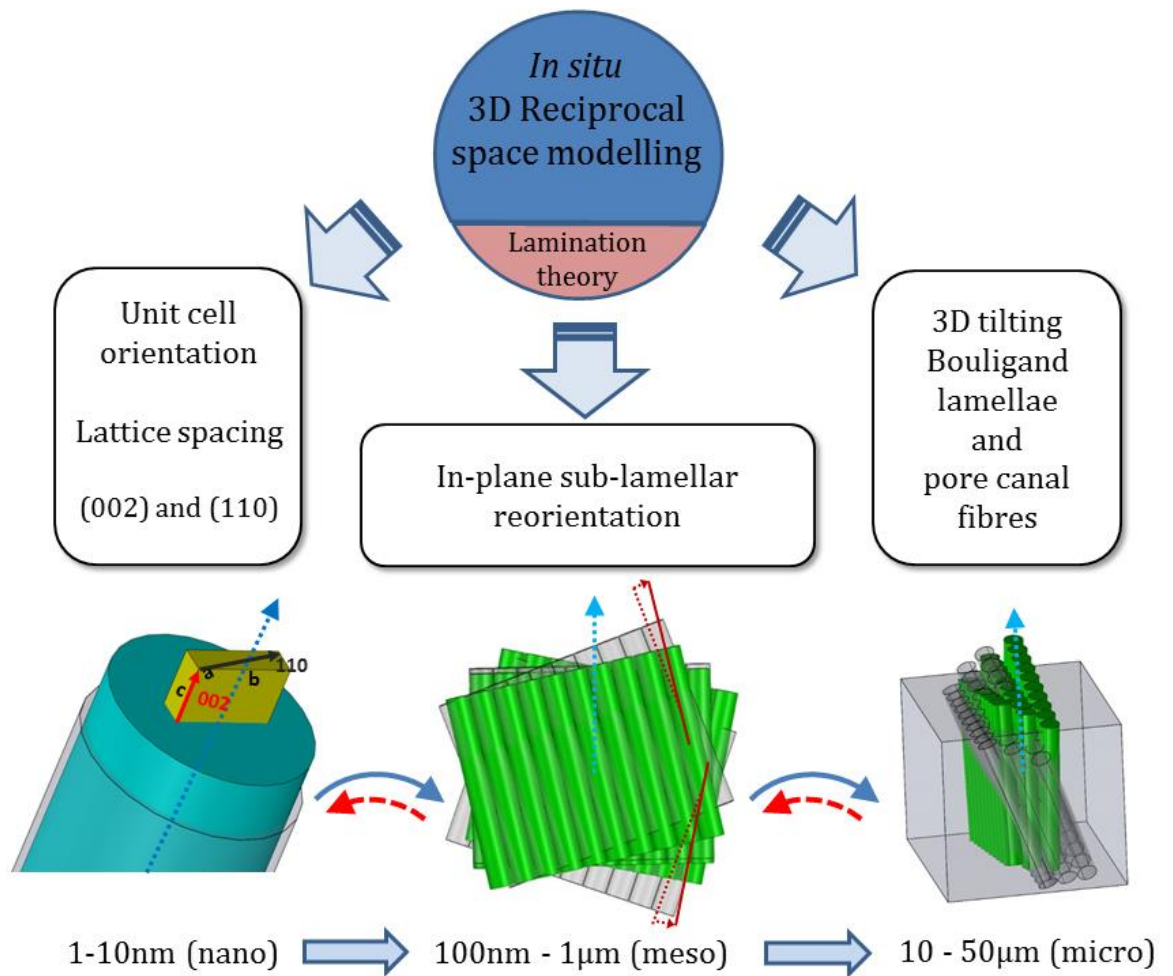 In situ
3D Reciprocal
space modelling
Lamination
theory
Unit cell
orientation
Lattice spacing
(002) and (110)
In-plane sub-lamellar
reorientation
3D tilting
Bouligand
lamellae
and
pore canal
fibres
110
a
b
c
002
1-10nm (nano)
100nm - 1µm (meso)
10 - 50µm (micro)